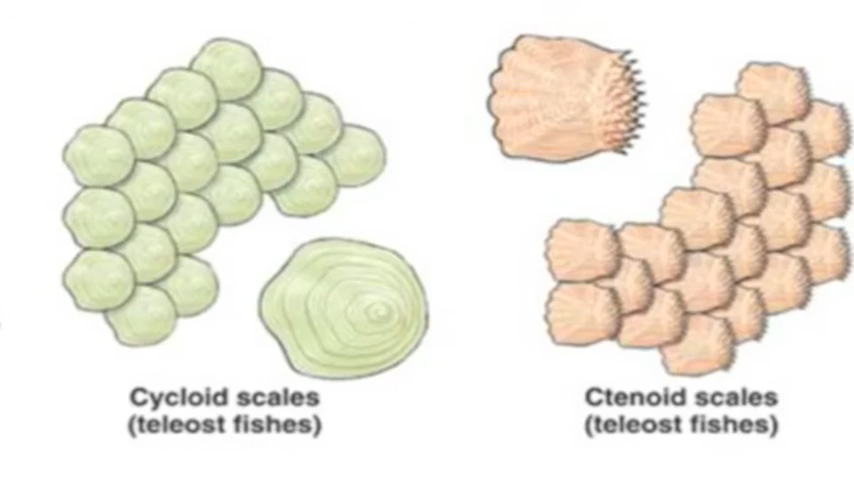 Cycloid scales
(teleost fishes)
Ctenoid scales
(teleost fishes)